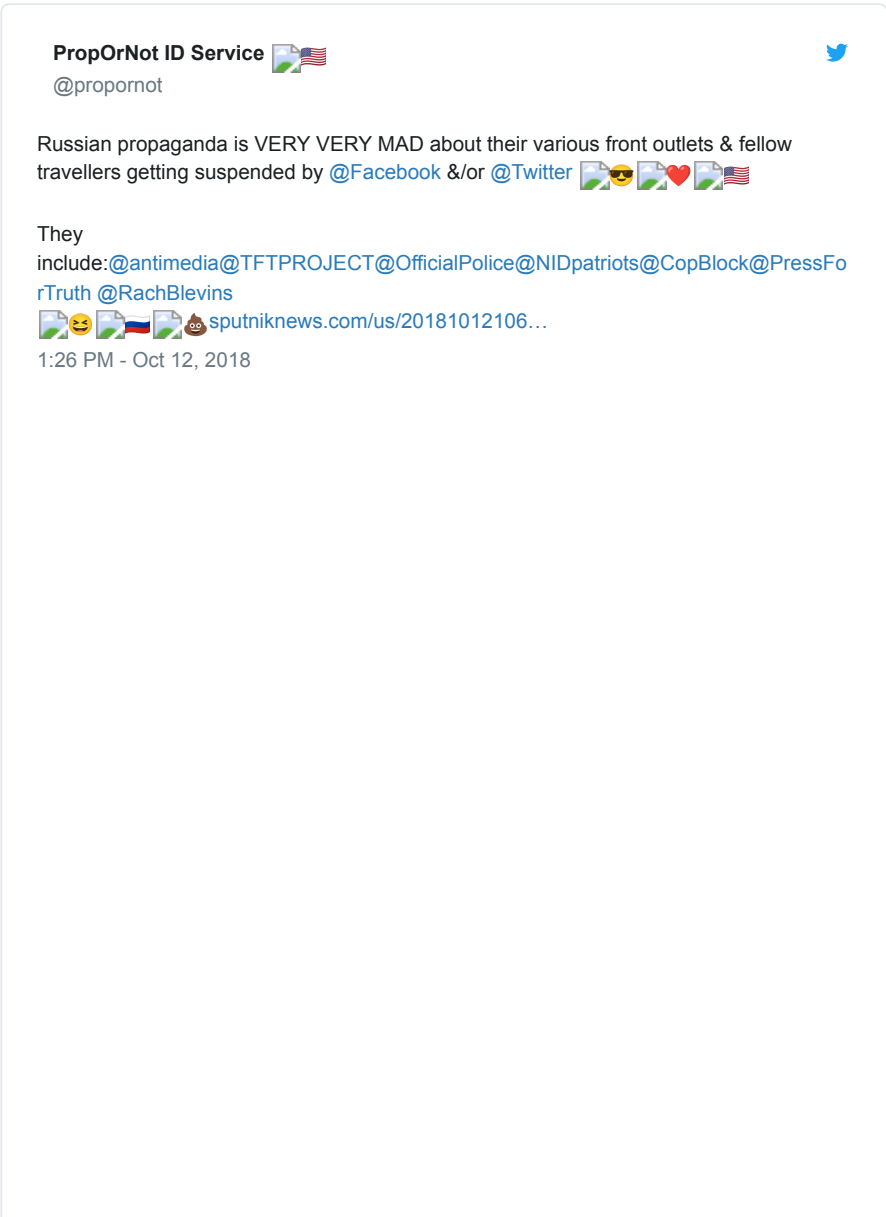 PropOrNot ID Service 🇺🇸
@propornot
Russian propaganda is VERY VERY MAD about their various front outlets & fellow
travellers getting suspended by @Facebook &/or @Twitter 😎 ❤️ 🇺🇸
They
include:@antimedia@TFTPROJECT@OfficialPolice@NIDpatriots@CopBlock@PressFo
rTruth @RachBlevins
😆 🇷🇺 💩 sputniknews.com/us/20181012106…
1:26 PM - Oct 12, 2018